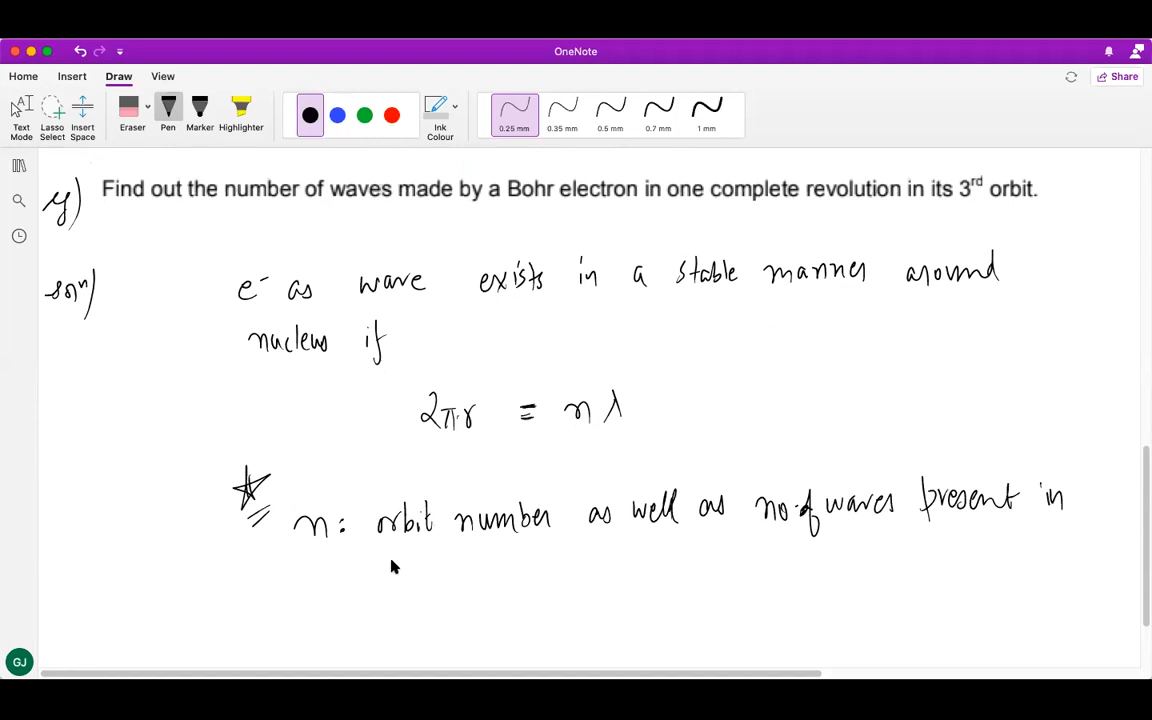 OneNote
Home Insert Draw View
Share
Text Mode
Lasso Select
Insert Space
Eraser
Pen
Marker
Highlighter
Ink Colour
0.25 mm
0.35 mm
0.5 mm
0.7 mm
1 mm
Find out the number of waves made by a Bohr electron in one complete revolution in its 3rd orbit.
solⁿ) e⁻ as wave exists in a stable manner around
nucleus if
2πr = nλ
n: orbit number as well as no. of waves present in
GJ